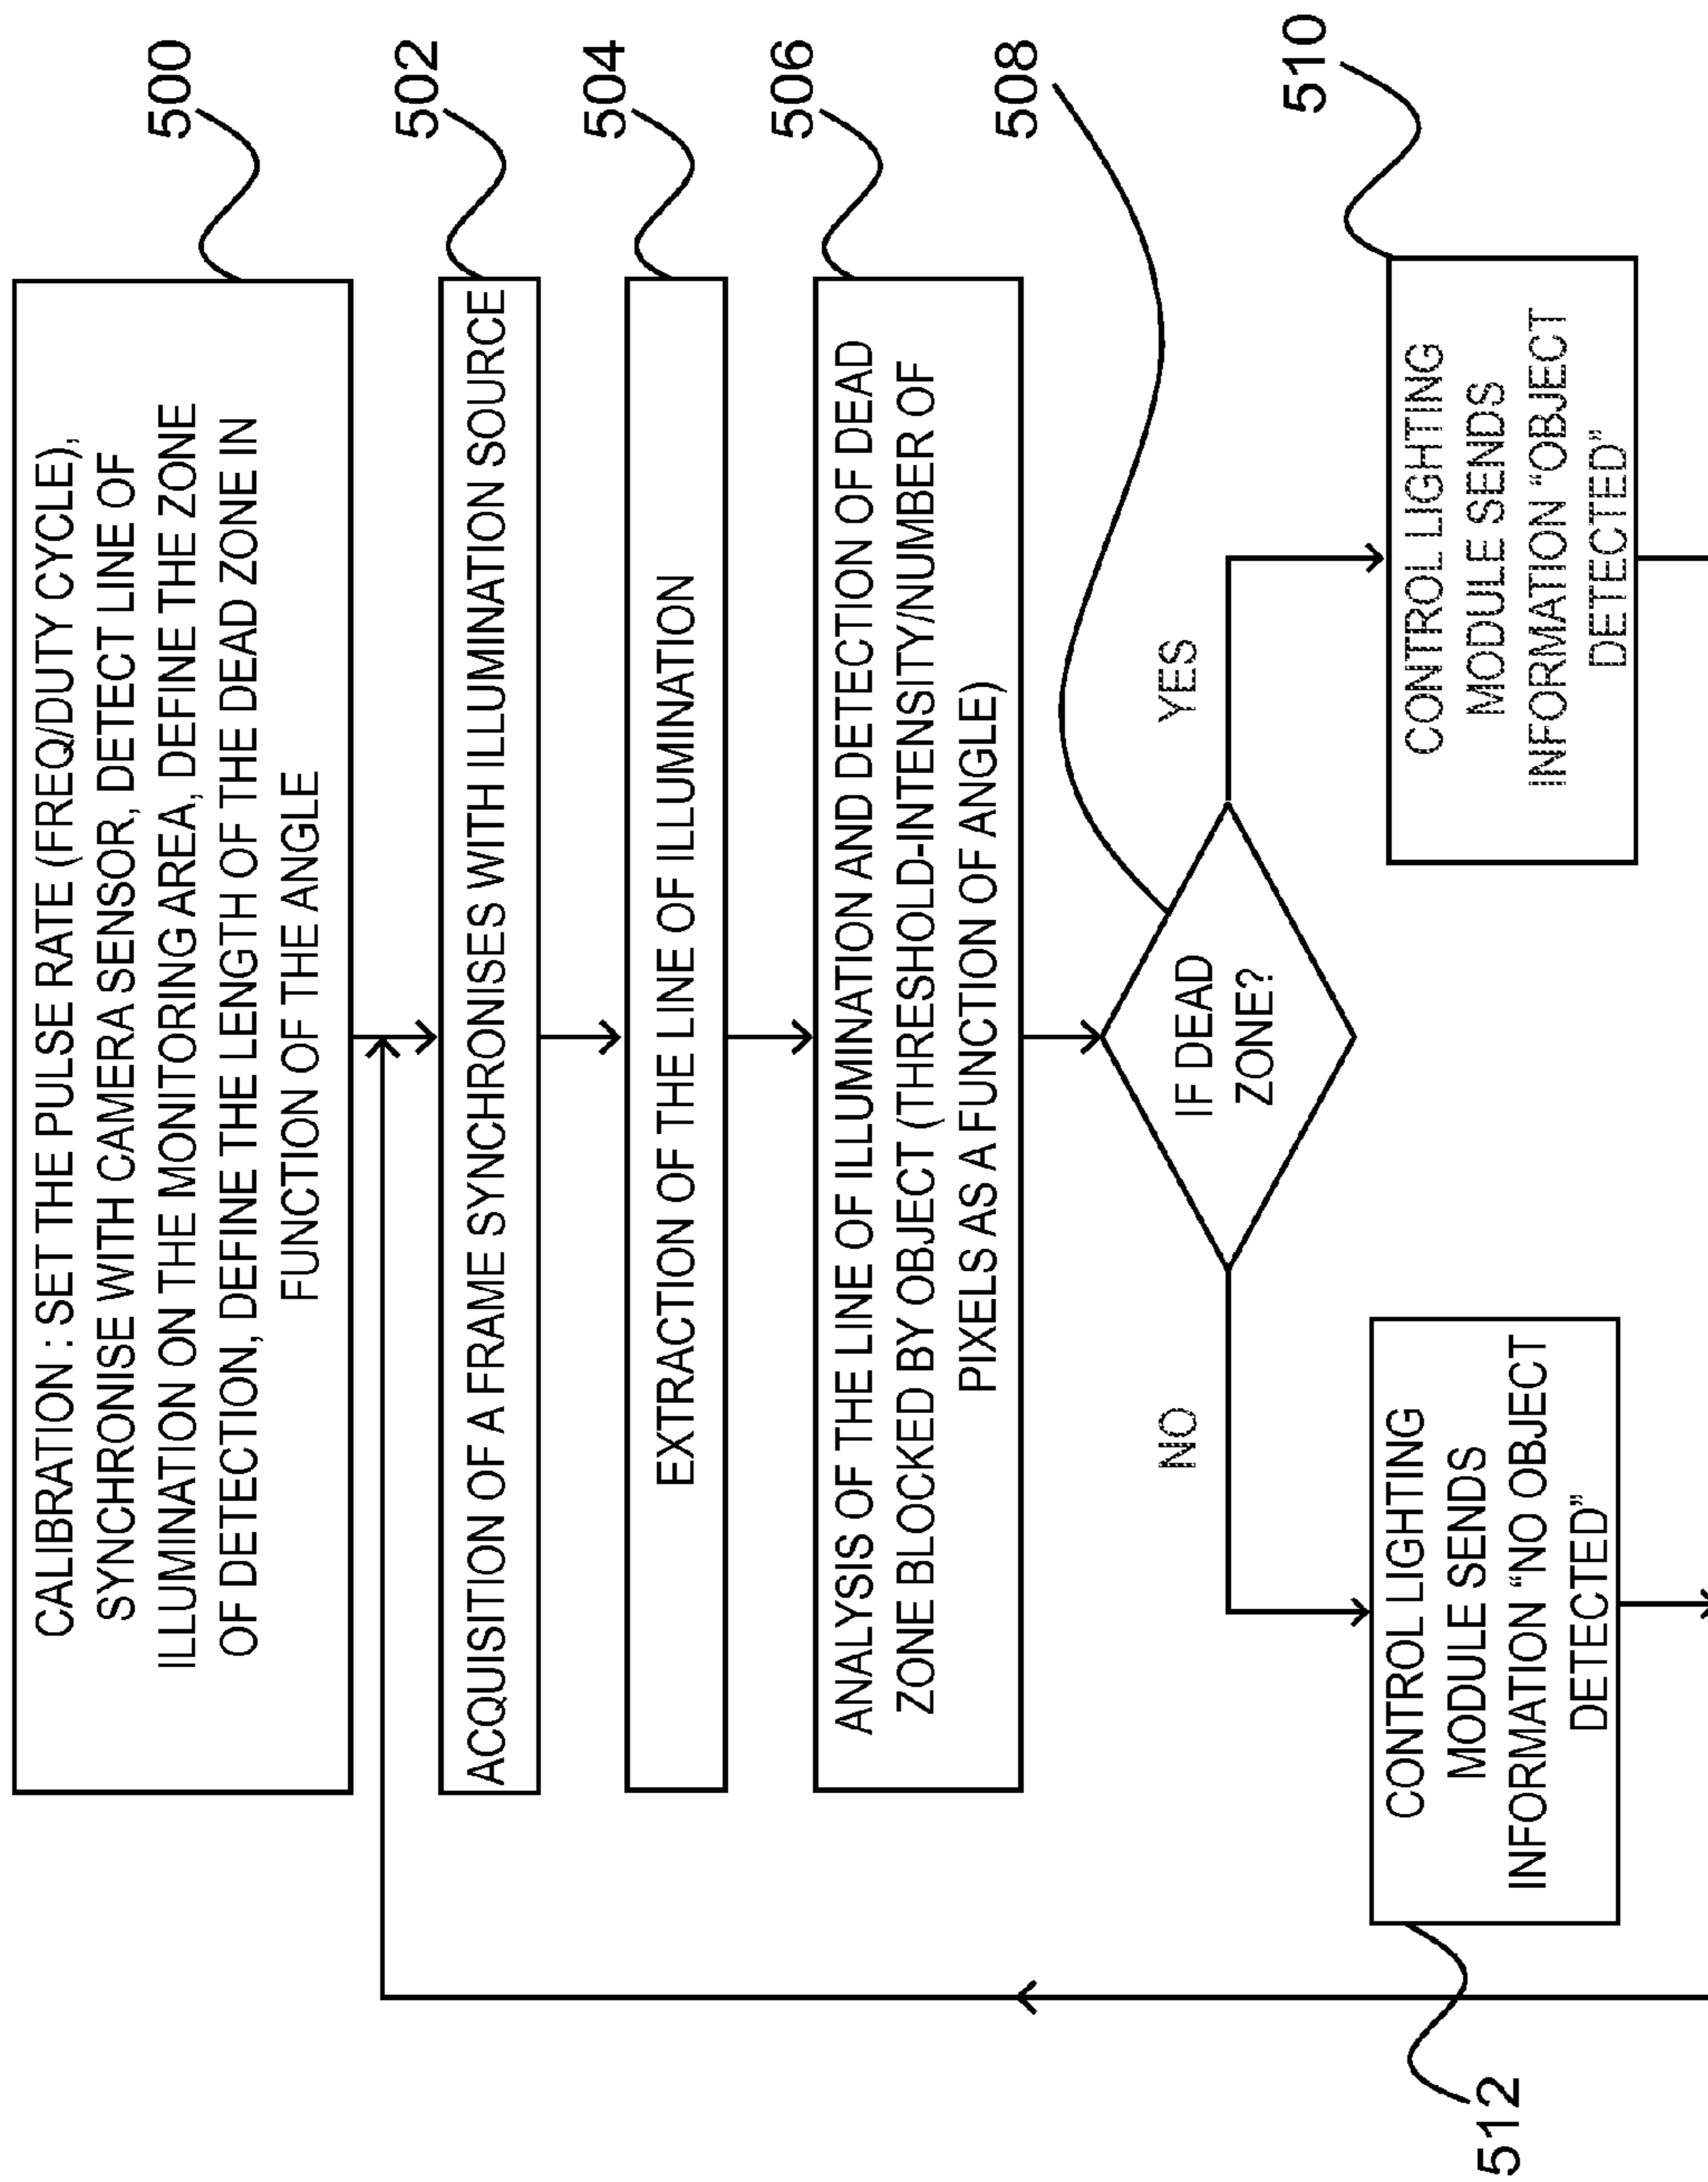 CALIBRATION : SET THE PULSE RATE (FREQ/DUTY CYCLE),
SYNCHRONISE WITH CAMERA SENSOR, DETECT LINE OF
ILLUMINATION ON THE MONITORING AREA, DEFINE THE ZONE
OF DETECTION, DEFINE THE LENGTH OF THE DEAD ZONE IN
FUNCTION OF THE ANGLE
500
ACQUISITION OF A FRAME SYNCHRONISES WITH ILLUMINATION SOURCE
502
EXTRACTION OF THE LINE OF ILLUMINATION
504
ANALYSIS OF THE LINE OF ILLUMINATION AND DETECTION OF DEAD
ZONE BLOCKED BY OBJECT (THRESHOLD-INTENSITY/NUMBER OF
PIXELS AS A FUNCTION OF ANGLE)
506
IF DEAD
ZONE?
508
NO
YES
CONTROL LIGHTING
MODULE SENDS
INFORMATION “NO OBJECT
DETECTED”
512
CONTROL LIGHTING
MODULE SENDS
INFORMATION “OBJECT
DETECTED”
510